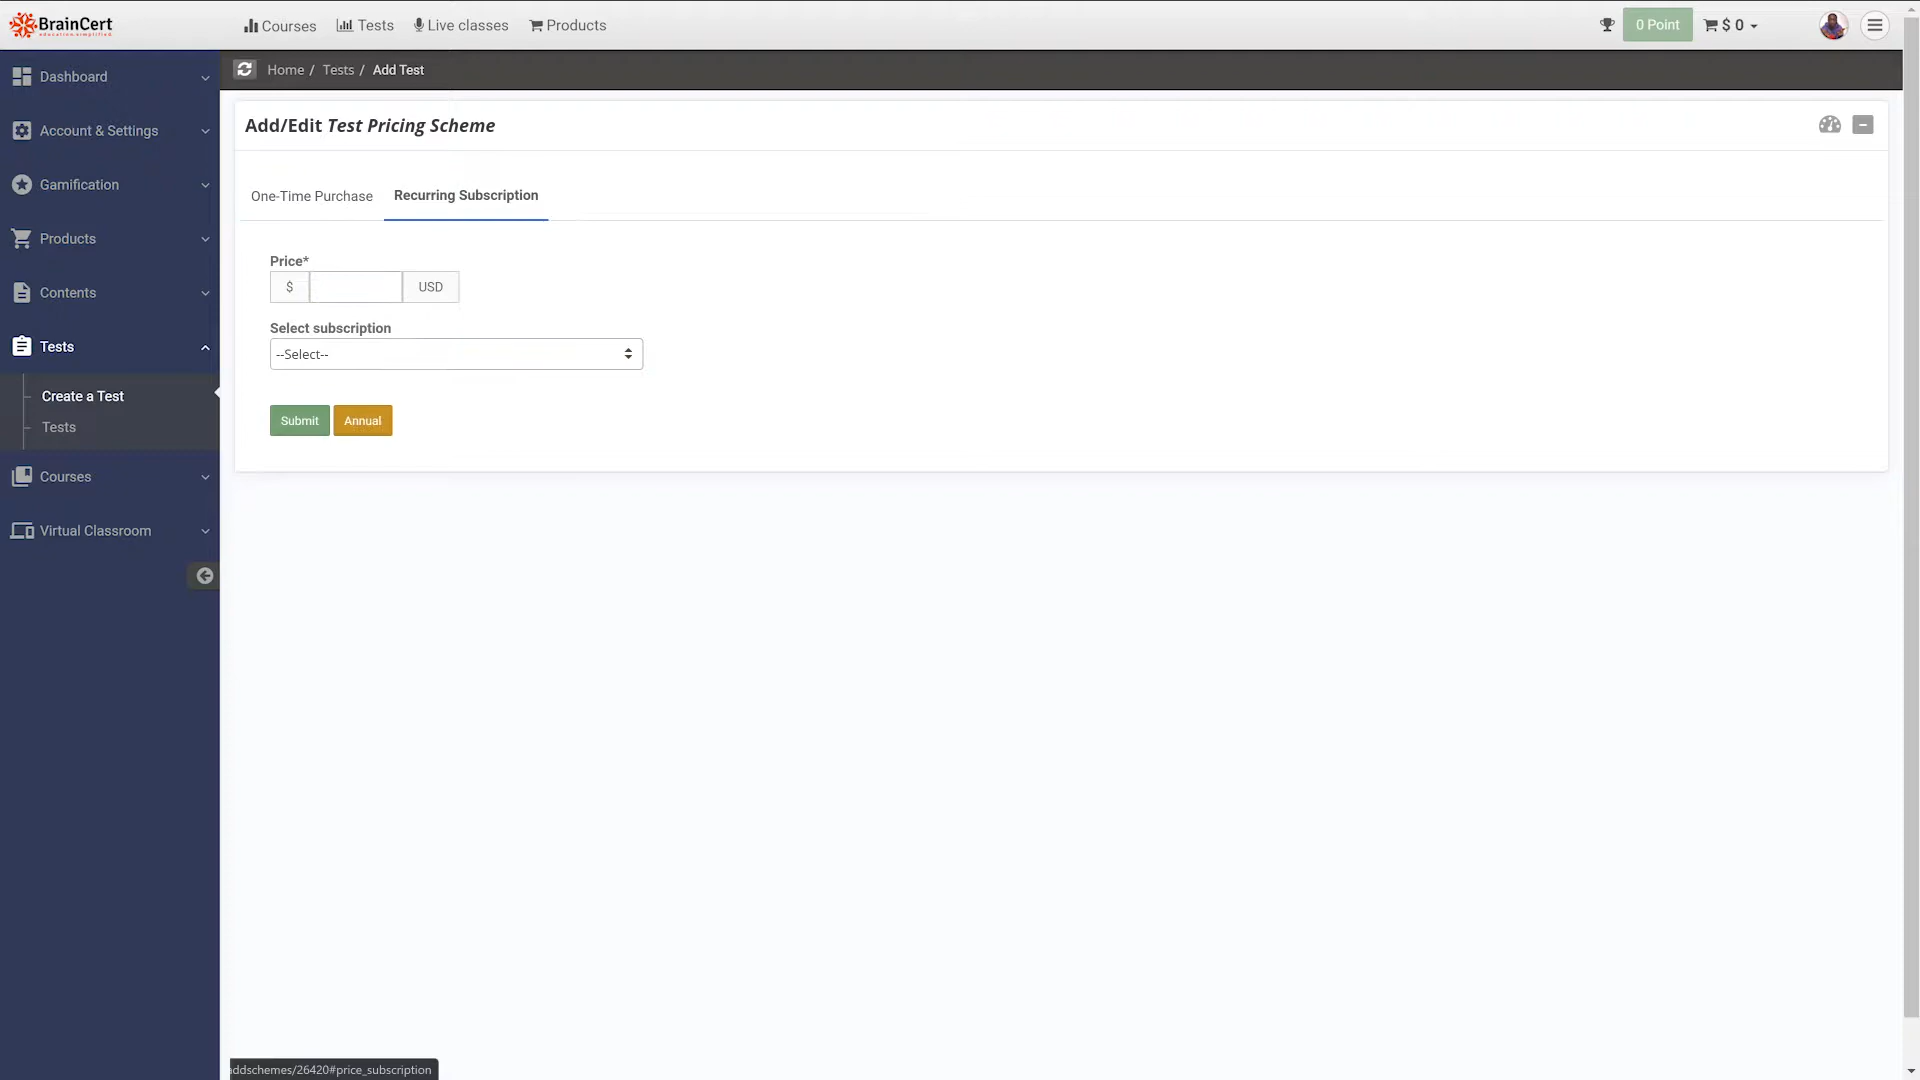 BrainCert
education.simplified
Courses Tests Live classes Products
0 Point $ 0
Dashboard
Account & Settings
Gamification
Products
Contents
Tests
Create a Test
Tests
Courses
Virtual Classroom
Home / Tests / Add Test
Add/Edit Test Pricing Scheme
One-Time Purchase Recurring Subscription
Price*
$ USD
Select subscription
--Select--
Submit Annual
addschemes/26420#price_subscription